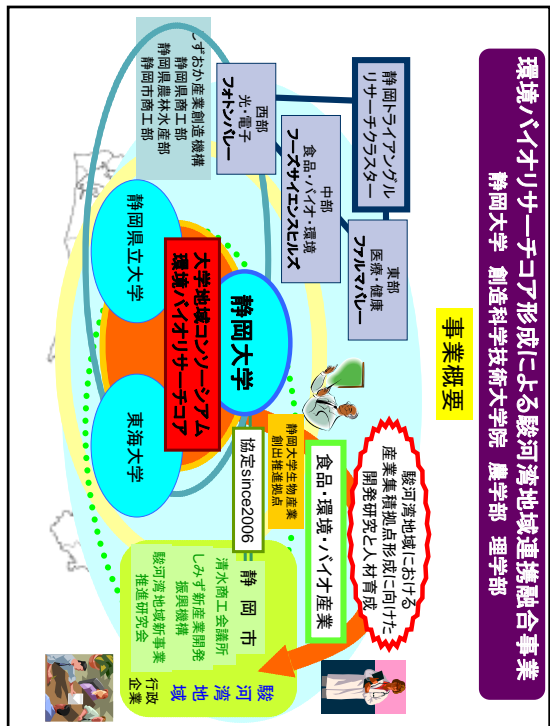 環境バイオリサーチコア形成による駿河湾地域連携融合事業
静岡大学 創造科学技術大学院 農学部 理学部
事業概要
静岡トライアングル
リサーチクラスター
東部
医療・健康
ファルマバレー
中部
食品・バイオ・環境
フーズサイエンスヒルズ
西部
光・電子
フォトンバレー
しずおか産業創造機構
静岡県商工部
静岡県農林水産部
静岡市商工部
駿河湾地域における
産業集積拠点形成に向けた
開発研究と人材育成
食品・環境・バイオ産業
静岡大学生物産業
創出推進拠点
協定since2006
静岡大学
大学地域コンソーシアム
環境バイオリサーチコア
静岡県立大学
東海大学
静岡市
清水商工会議所
しみず新産業開発
振興機構
駿河湾地域新事業
推進研究会
駿河湾地域
行政
企業